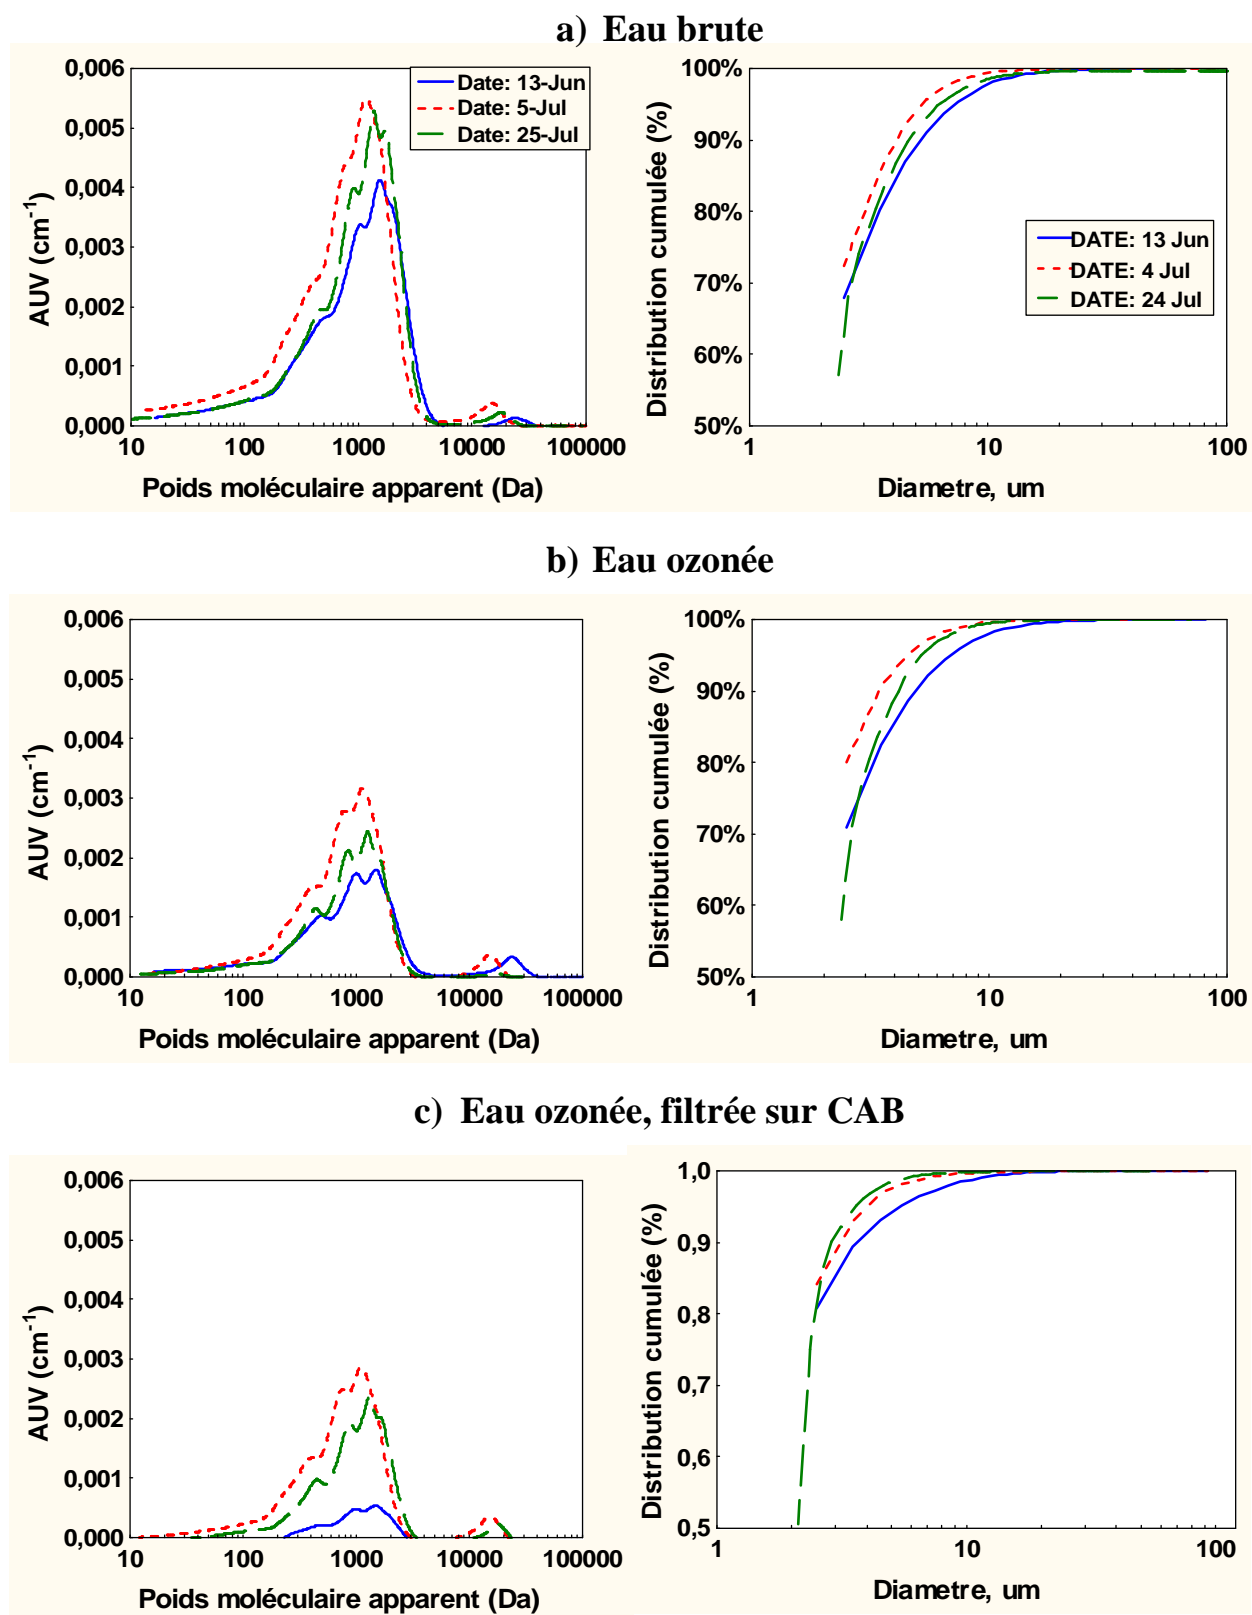 a) Eau brute
0,006
0,005
0,004
0,003
0,002
0,001
0,000
AUV (cm-1)
Date: 13-Jun
Date: 5-Jul
Date: 25-Jul
10 100 1000 10000 100000
Poids moléculaire apparent (Da)
100%
90%
80%
70%
60%
50%
Distribution cumulée (%)
DATE: 13 Jun
DATE: 4 Jul
DATE: 24 Jul
1 10 100
Diametre, um
b) Eau ozonée
0,006
0,005
0,004
0,003
0,002
0,001
0,000
AUV (cm-1)
10 100 1000 10000 100000
Poids moléculaire apparent (Da)
100%
90%
80%
70%
60%
50%
Distribution cumulée (%)
1 10 100
Diametre, um
c) Eau ozonée, filtrée sur CAB
0,006
0,005
0,004
0,003
0,002
0,001
0,000
AUV (cm-1)
10 100 1000 10000 100000
Poids moléculaire apparent (Da)
1,0
0,9
0,8
0,7
0,6
0,5
Distribution cumulée (%)
1 10 100
Diametre, um